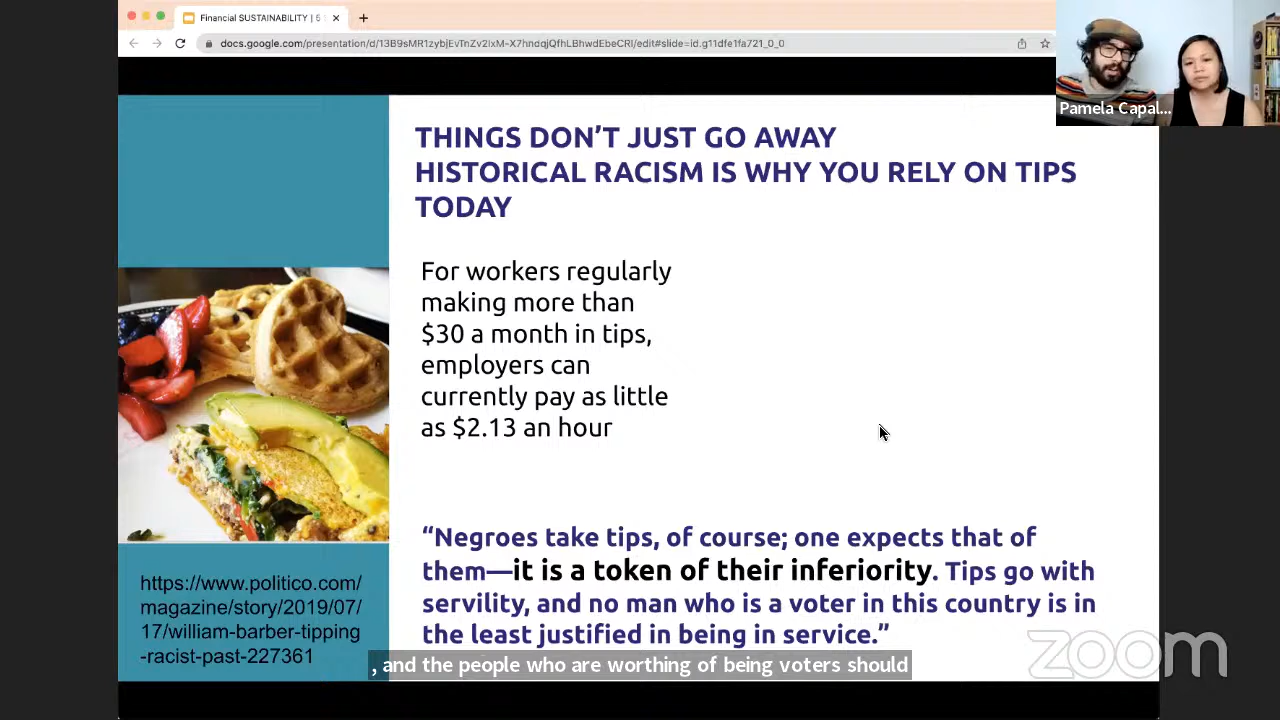 Financial SUSTAINABILITY | 6
docs.google.com/presentation/d/13B9sMR1zybjEvTnZv2IxM-X7hndqjQfhLBhwdEbeCRI/edit#slide=id.g11dfe1fa721_0_0
Pamela Capal...
THINGS DON’T JUST GO AWAY
HISTORICAL RACISM IS WHY YOU RELY ON TIPS
TODAY
For workers regularly
making more than
$30 a month in tips,
employers can
currently pay as little
as $2.13 an hour
“Negroes take tips, of course; one expects that of
them—it is a token of their inferiority. Tips go with
servility, and no man who is a voter in this country is in
the least justified in being in service.”
https://www.politico.com/
magazine/story/2019/07/
17/william-barber-tipping
-racist-past-227361
, and the people who are worthing of being voters should
zoom